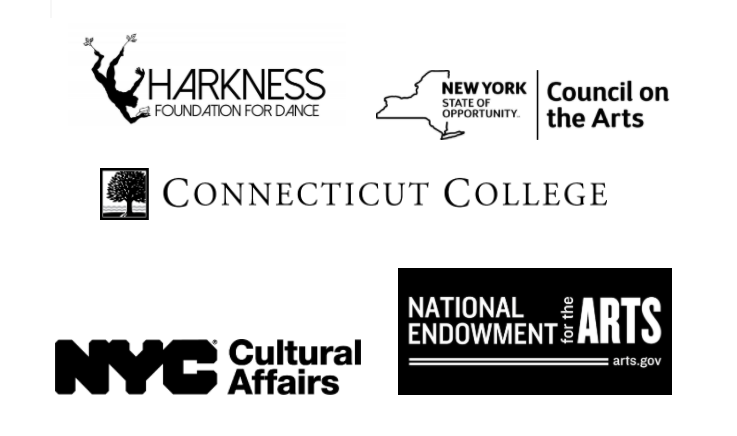 HARKNESS
FOUNDATION FOR DANCE
NEW YORK
STATE OF
OPPORTUNITY™
Council on
the Arts
CONNECTICUT COLLEGE
NYC® Cultural
Affairs
NATIONAL
ENDOWMENT
for the
ARTS
arts.gov